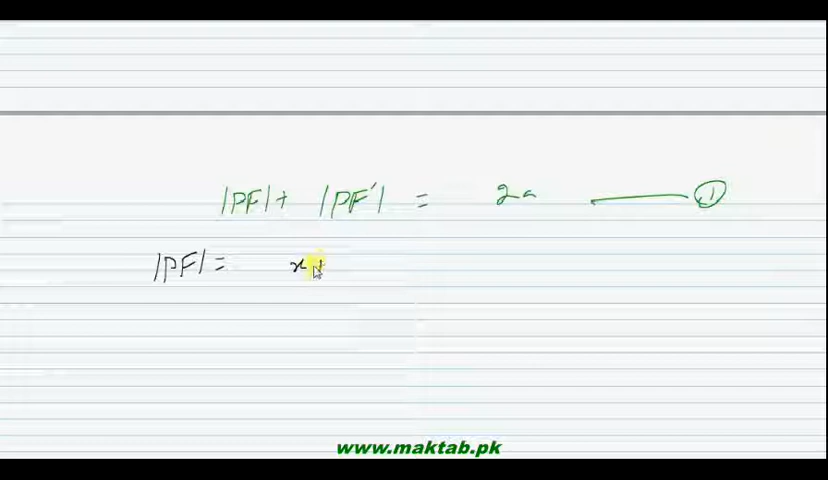 |PF| + |PF'| = 2a ——— ①
|PF| = x
www.maktab.pk